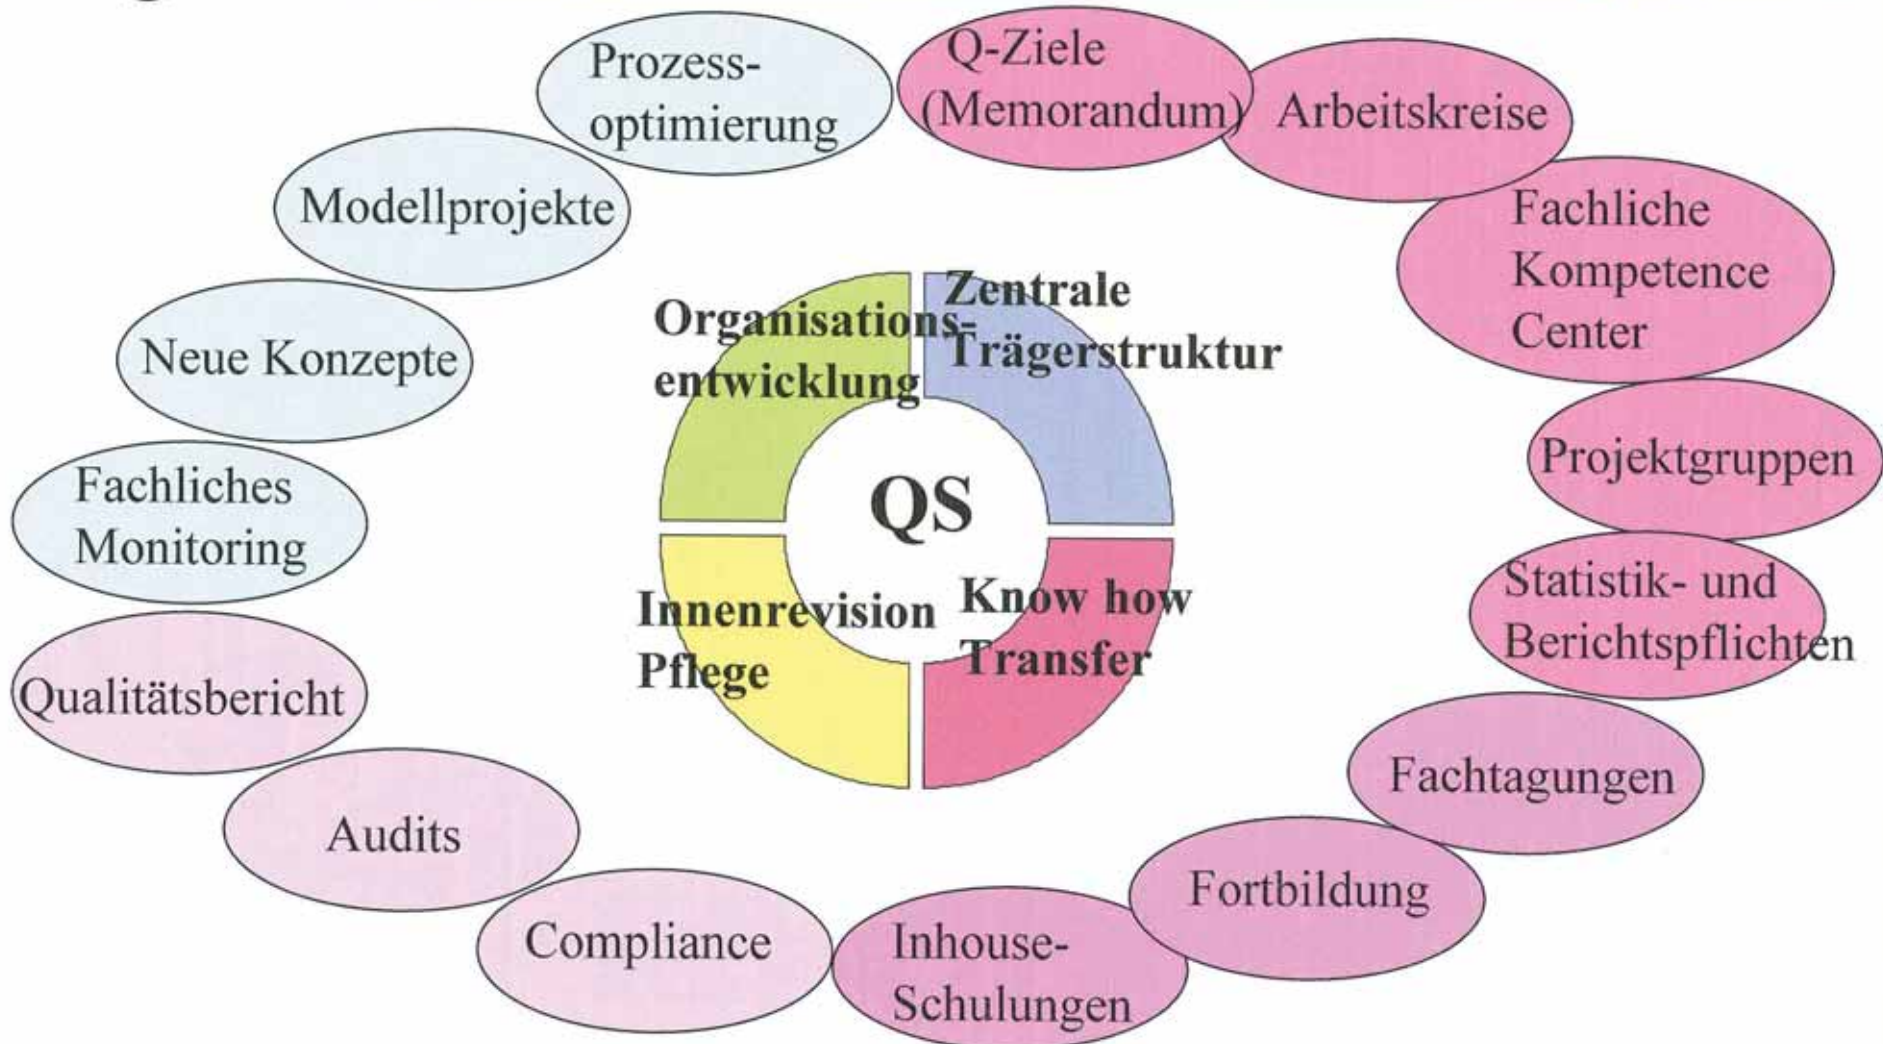 Prozess-
optimierung
Q-Ziele
(Memorandum)
Arbeitskreise
Fachliche
Kompetence
Center
Projektgruppen
Statistik- und
Berichtspflichten
Fachtagungen
Fortbildung
Inhouse-
Schulungen
Compliance
Audits
Qualitätsbericht
Fachliches
Monitoring
Neue Konzepte
Modellprojekte
Organisations-
entwicklung
Zentrale
Trägerstruktur
QS
Innenrevision
Pflege
Know how
Transfer